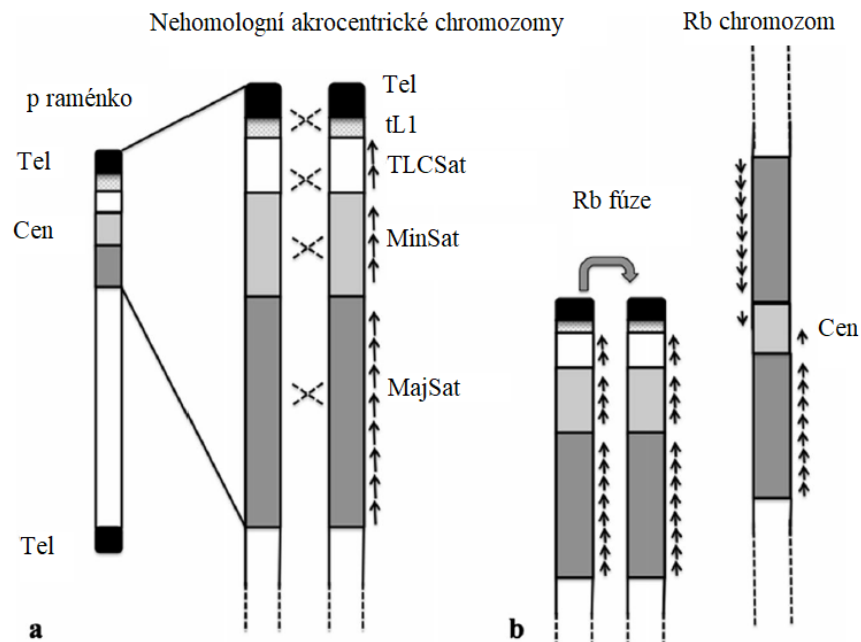 Nehomologní akrocentrické chromozomy
Rb chromozom
p raménko
Tel
Cen
Tel
Tel
tL1
TLCSat
MinSat
MajSat
a
Rb fúze
Cen
b